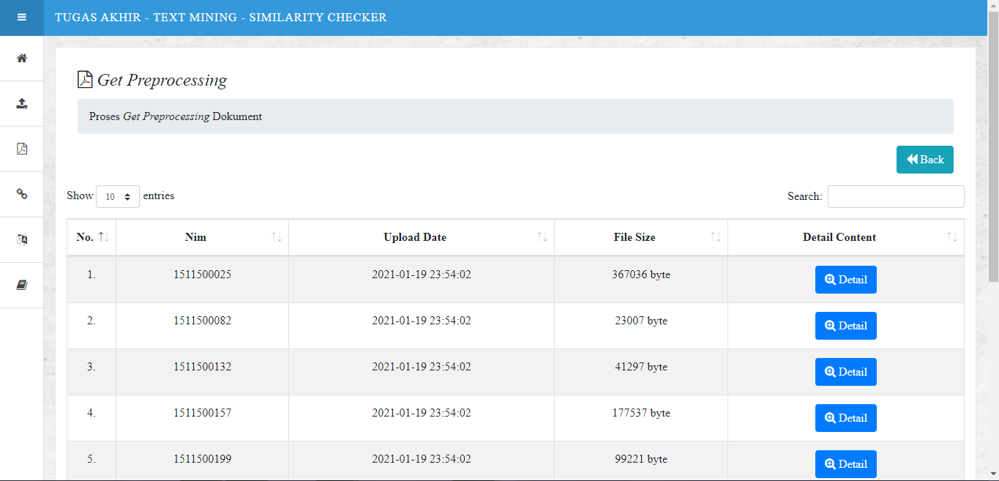 TUGAS AKHIR - TEXT MINING - SIMILARITY CHECKER
Get Preprocessing
Proses Get Preprocessing Dokument
Back
Show 10 entries Search:
No. Nim Upload Date File Size Detail Content
1. 1511500025 2021-01-19 23:54:02 367036 byte Detail
2. 1511500082 2021-01-19 23:54:02 23007 byte Detail
3. 1511500132 2021-01-19 23:54:02 41297 byte Detail
4. 1511500157 2021-01-19 23:54:02 177537 byte Detail
5. 1511500199 2021-01-19 23:54:02 99221 byte Detail